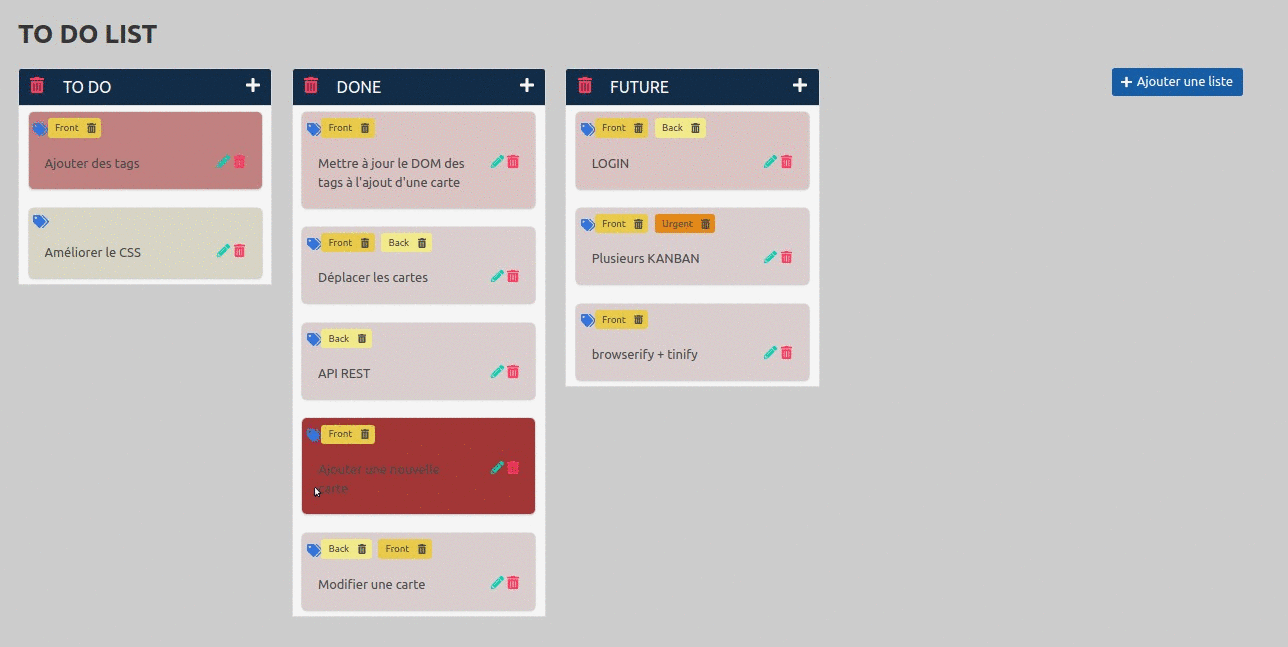 TO DO LIST
TO DO
Front
Ajouter des tags
Améliorer le CSS
DONE
Front
Mettre à jour le DOM des
tags à l'ajout d'une carte
Front Back
Déplacer les cartes
Back
API REST
Front
Ajouter une nouvelle
carte
Back Front
Modifier une carte
FUTURE
Front Back
LOGIN
Front Urgent
Plusieurs KANBAN
Front
browserify + tinify
+ Ajouter une liste